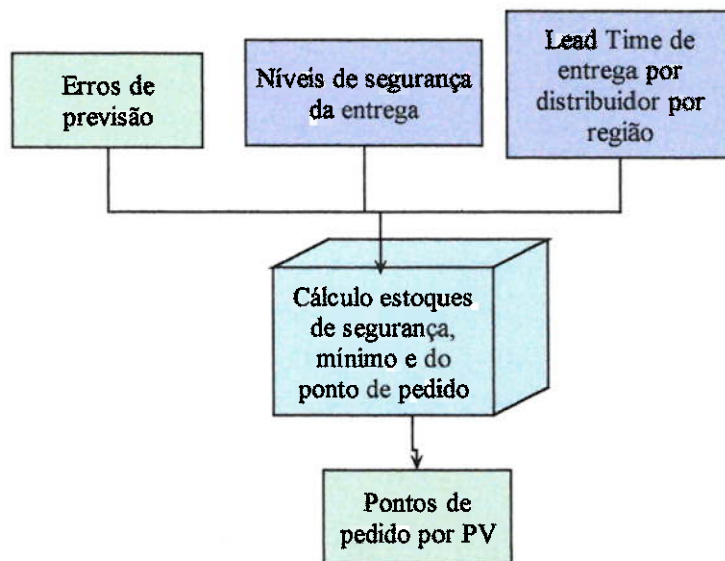 Erros de
previsão
Níveis de segurança
da entrega
Lead Time de
entrega por
distribuidor por
região
Cálculo estoques
de segurança,
mínimo e do
ponto de pedido
Pontos de
pedido por PV